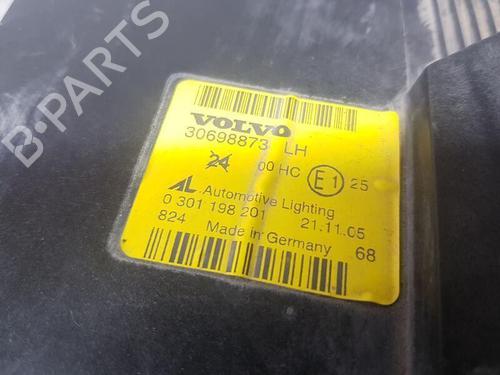 VOLVO
30698873 LH
24 00 HC E1 25
AL Automotive Lighting
0 301 198 201 21.11.05
824 Made in Germany 68
B-PARTS